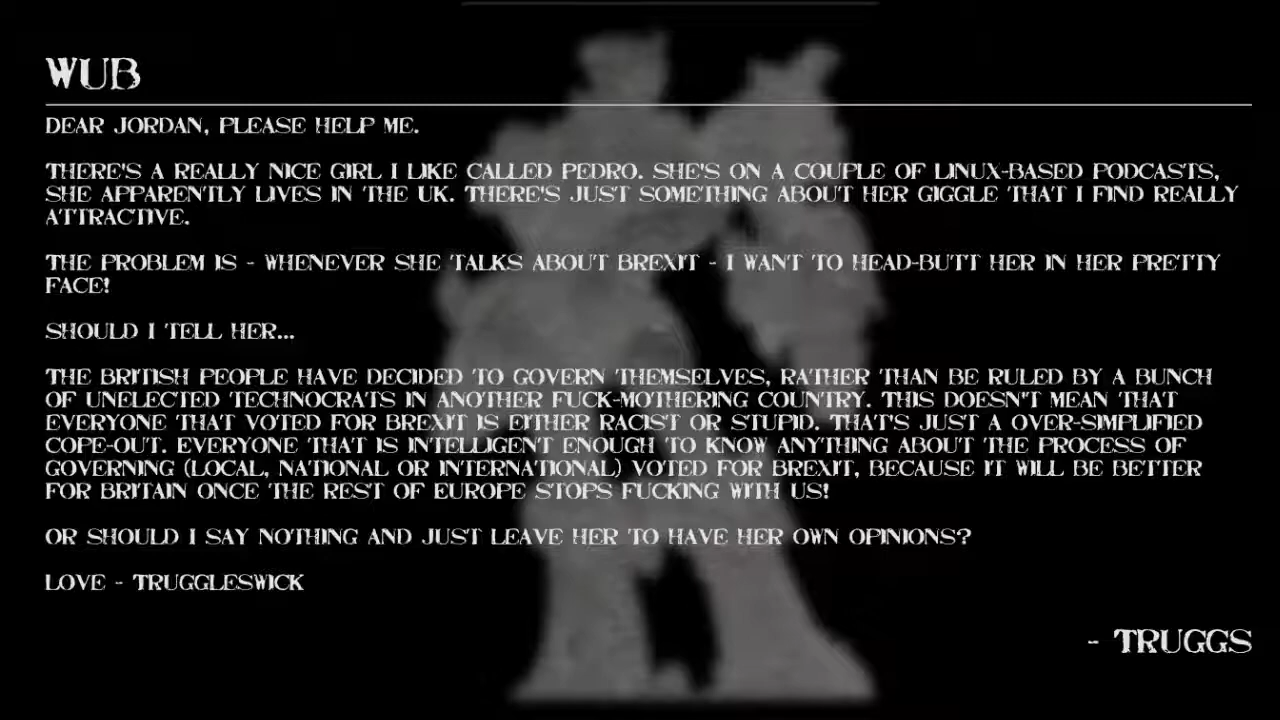 WUB
DEAR JORDAN, PLEASE HELP ME.
THERE'S A REALLY NICE GIRL I LIKE CALLED PEDRO. SHE'S ON A COUPLE OF LINUX-BASED PODCASTS,
SHE APPARENTLY LIVES IN THE UK. THERE'S JUST SOMETHING ABOUT HER GIGGLE THAT I FIND REALLY
ATTRACTIVE.
THE PROBLEM IS - WHENEVER SHE TALKS ABOUT BREXIT - I WANT TO HEAD-BUTT HER IN HER PRETTY
FACE!
SHOULD I TELL HER...
THE BRITISH PEOPLE HAVE DECIDED TO GOVERN THEMSELVES, RATHER THAN BE RULED BY A BUNCH
OF UNELECTED TECHNOCRATS IN ANOTHER FUCK-MOTHERING COUNTRY. THIS DOESN'T MEAN THAT
EVERYONE THAT VOTED FOR BREXIT IS EITHER RACIST OR STUPID. THAT'S JUST A OVER-SIMPLIFIED
COPE-OUT. EVERYONE THAT IS INTELLIGENT ENOUGH TO KNOW ANYTHING ABOUT THE PROCESS OF
GOVERNING (LOCAL, NATIONAL OR INTERNATIONAL) VOTED FOR BREXIT, BECAUSE IT WILL BE BETTER
FOR BRITAIN ONCE THE REST OF EUROPE STOPS FUCKING WITH US!
OR SHOULD I SAY NOTHING AND JUST LEAVE HER TO HAVE HER OWN OPINIONS?
LOVE - TRUGGLESWICK
- TRUGGS